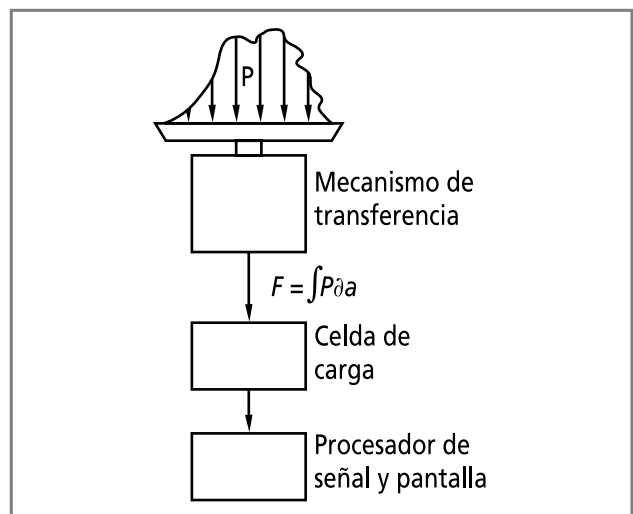 P
Mecanismo de
transferencia
F = ∫P∂a
Celda de
carga
Procesador de
señal y pantalla